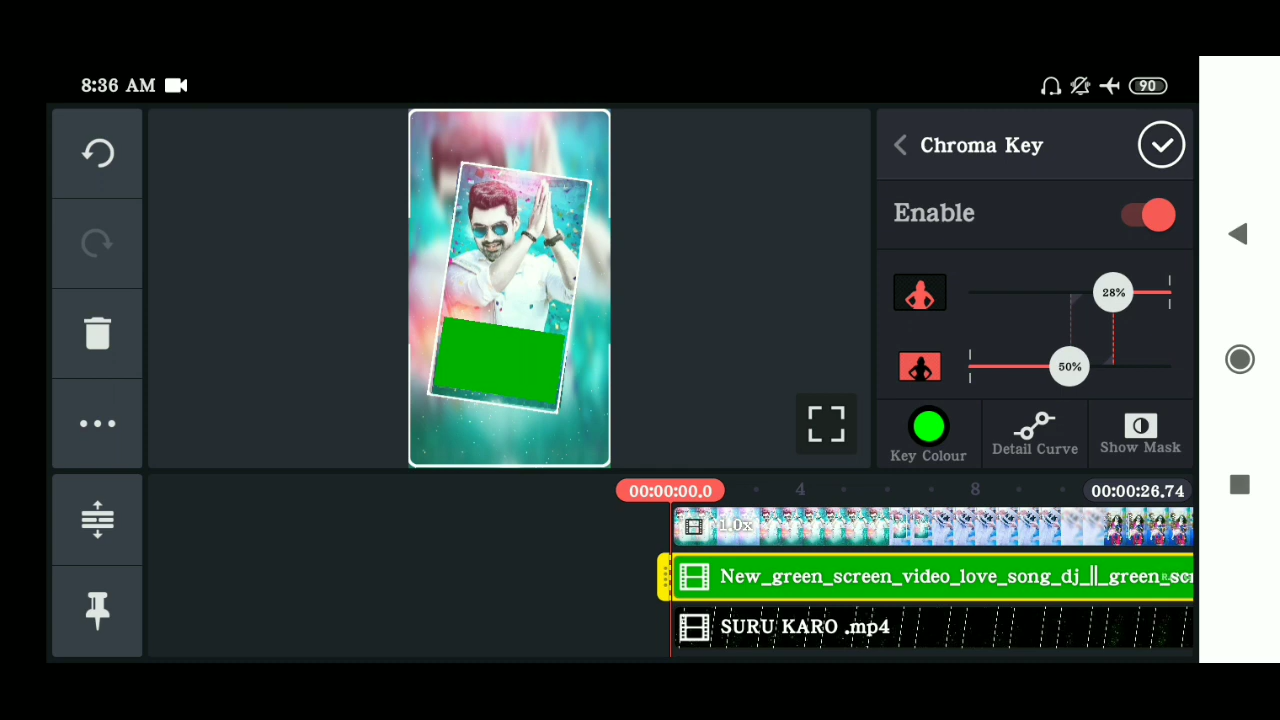 8:36 AM
90
Chroma Key
Enable
28%
50%
Key Colour
Detail Curve
Show Mask
00:00:00.0
4
8
00:00:26.74
1.0x
New_green_screen_video_love_song_dj_||_green_scr
SURU KARO .mp4